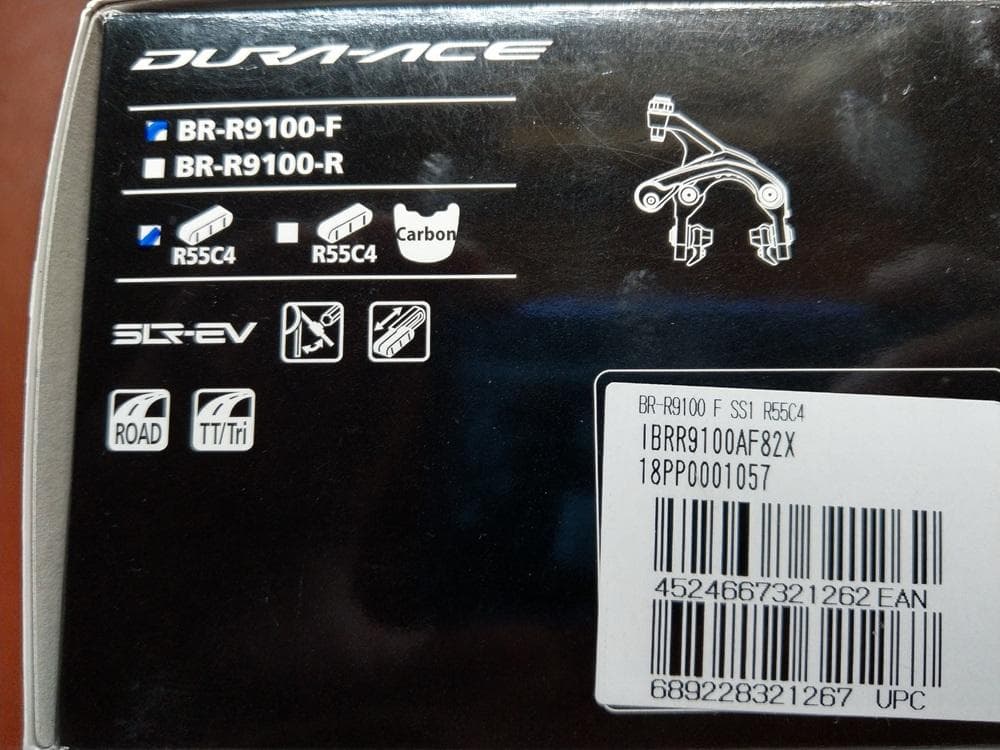 DURA-ACE
BR-R9100-F
BR-R9100-R
R55C4
R55C4
Carbon
SLR-EV
ROAD
TT/Tri
BR-R9100 F SS1 R55C4
IBRR9100AF82X
18PP0001057
4524667321262 EAN
689228321267 UPC